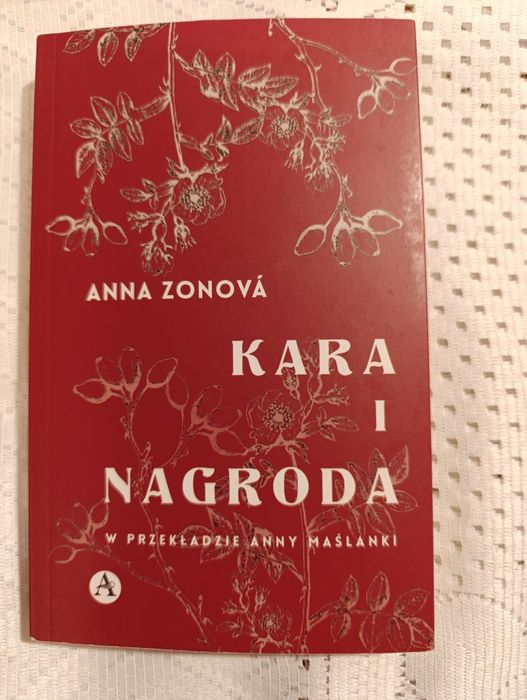 ANNA ZONOVÁ
KARA
I
NAGRODA
W PRZEKŁADZIE ANNY MAŚLANKI
A